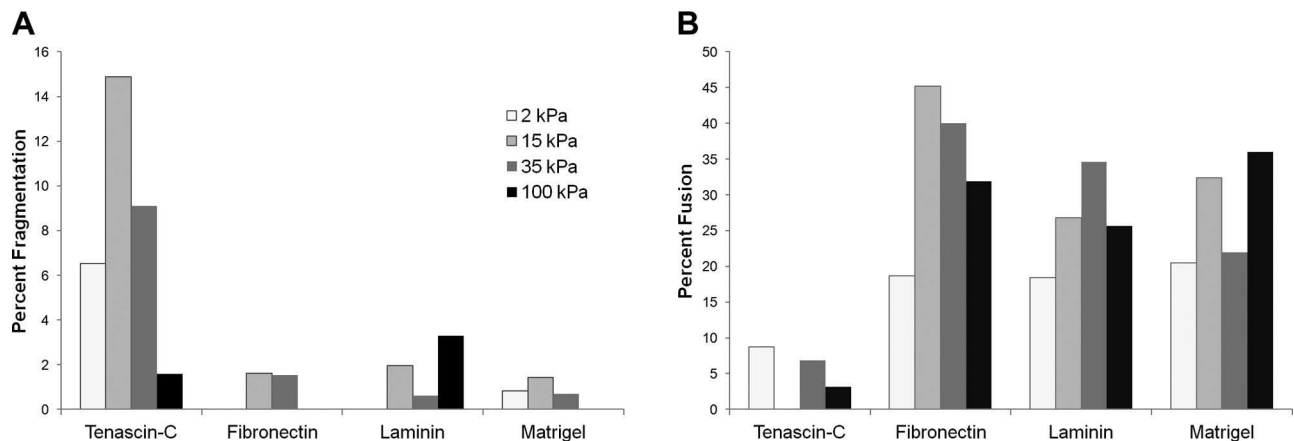 A
Percent Fragmentation
16
14
12
10
8
6
4
2
0
2 kPa
15 kPa
35 kPa
100 kPa
Tenascin-C Fibronectin Laminin Matrigel
B
Percent Fusion
50
45
40
35
30
25
20
15
10
5
0
Tenascin-C Fibronectin Laminin Matrigel